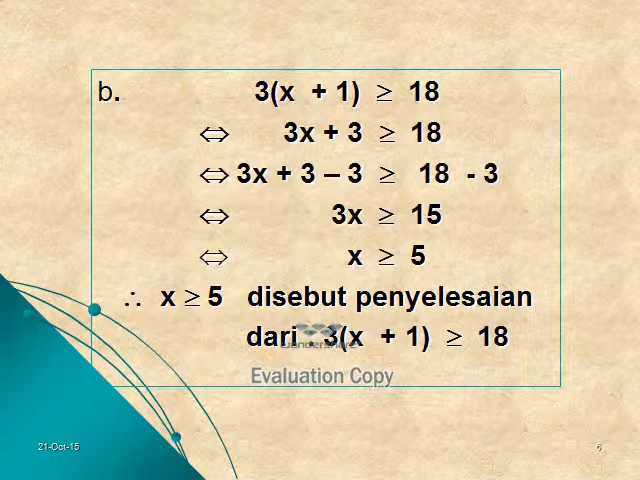 b. 3(x + 1) ≥ 18
⇔ 3x + 3 ≥ 18
⇔ 3x + 3 – 3 ≥ 18 - 3
⇔ 3x ≥ 15
⇔ x ≥ 5
∴ x ≥ 5 disebut penyelesaian
dari : 3(x + 1) ≥ 18
Wondershare
Evaluation Copy
21-Oct-15
6